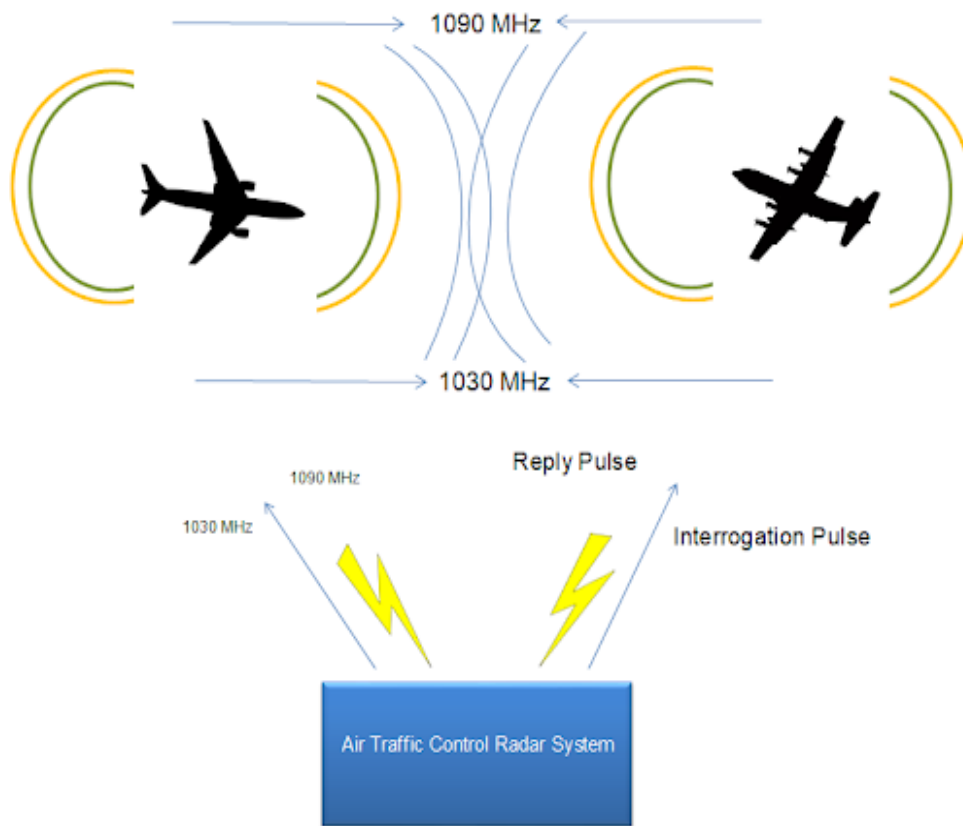 1090 MHz
1030 MHz
Reply Pulse
1090 MHz
1030 MHz
Interrogation Pulse
Air Traffic Control Radar System